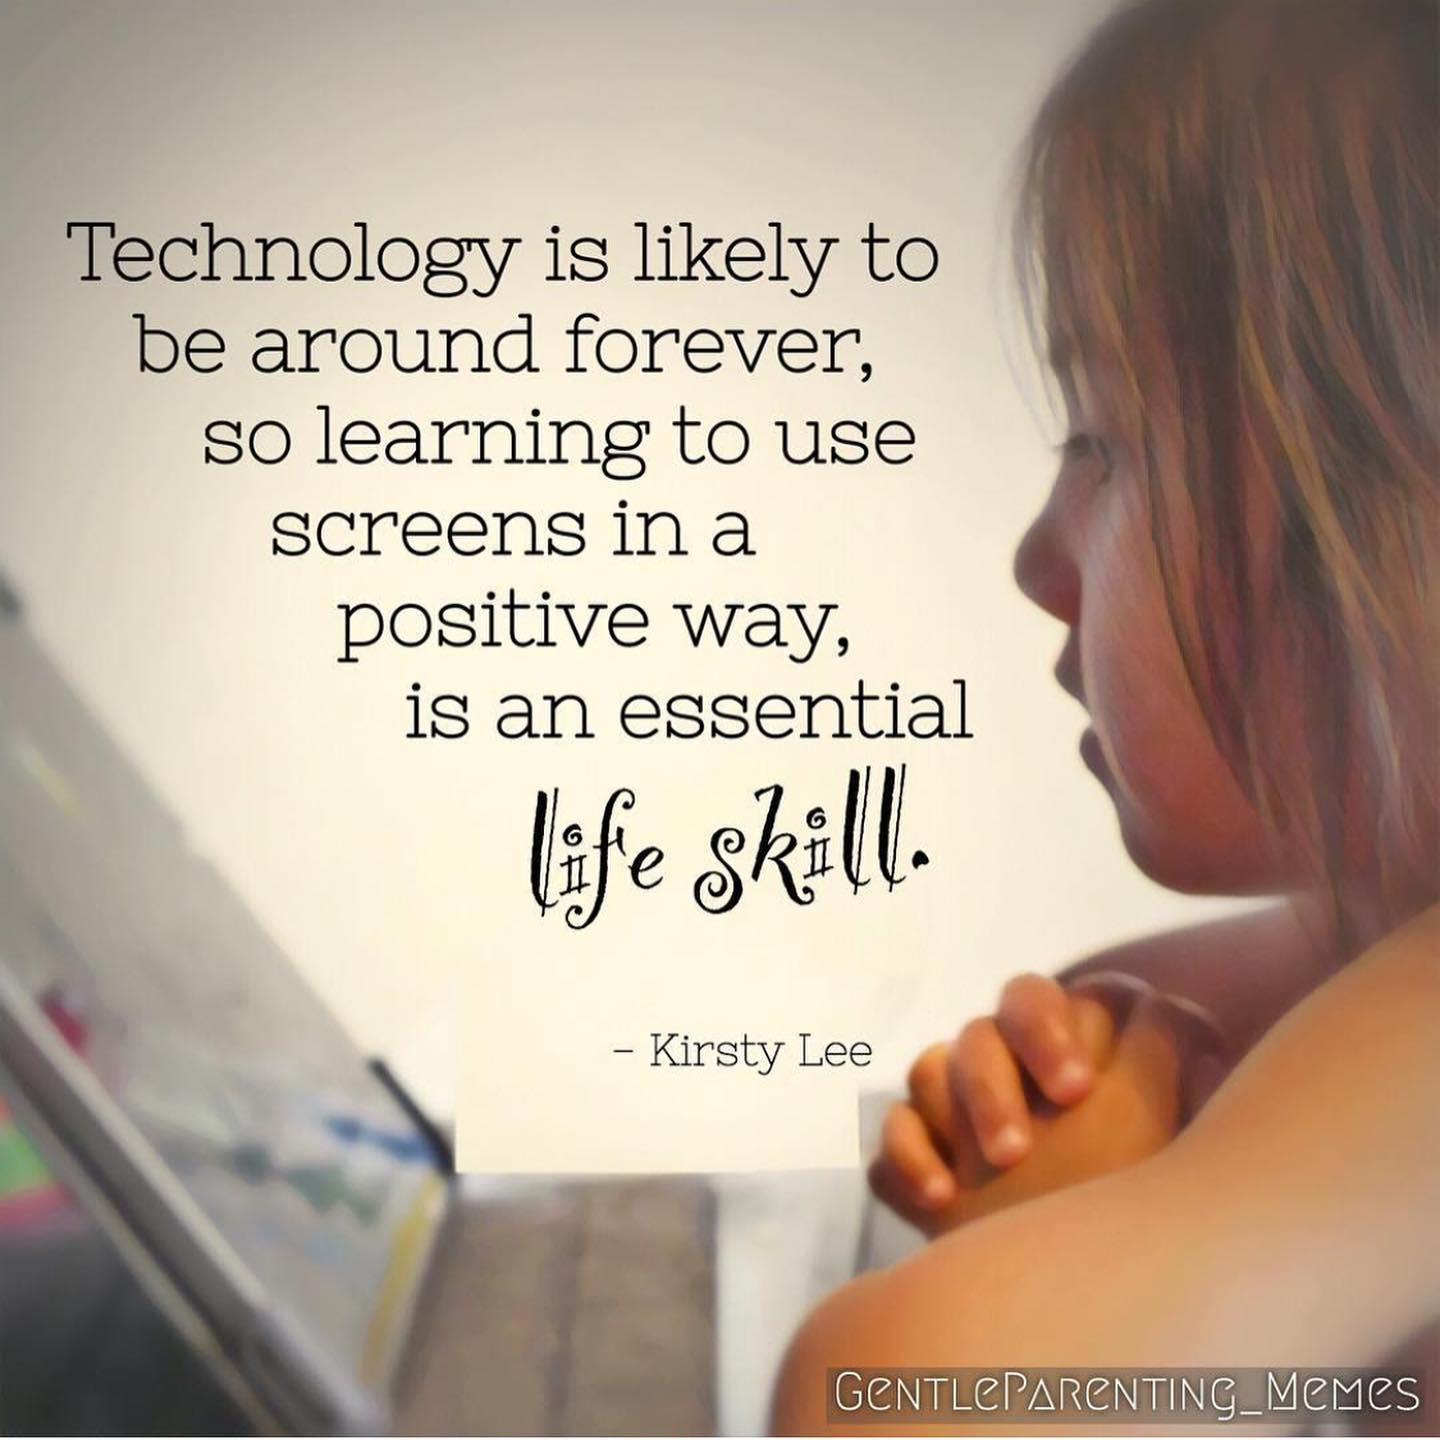 Technology is likely to
be around forever,
so learning to use
screens in a
positive way,
is an essential
life skill.
- Kirsty Lee
GentleParenting_Memes